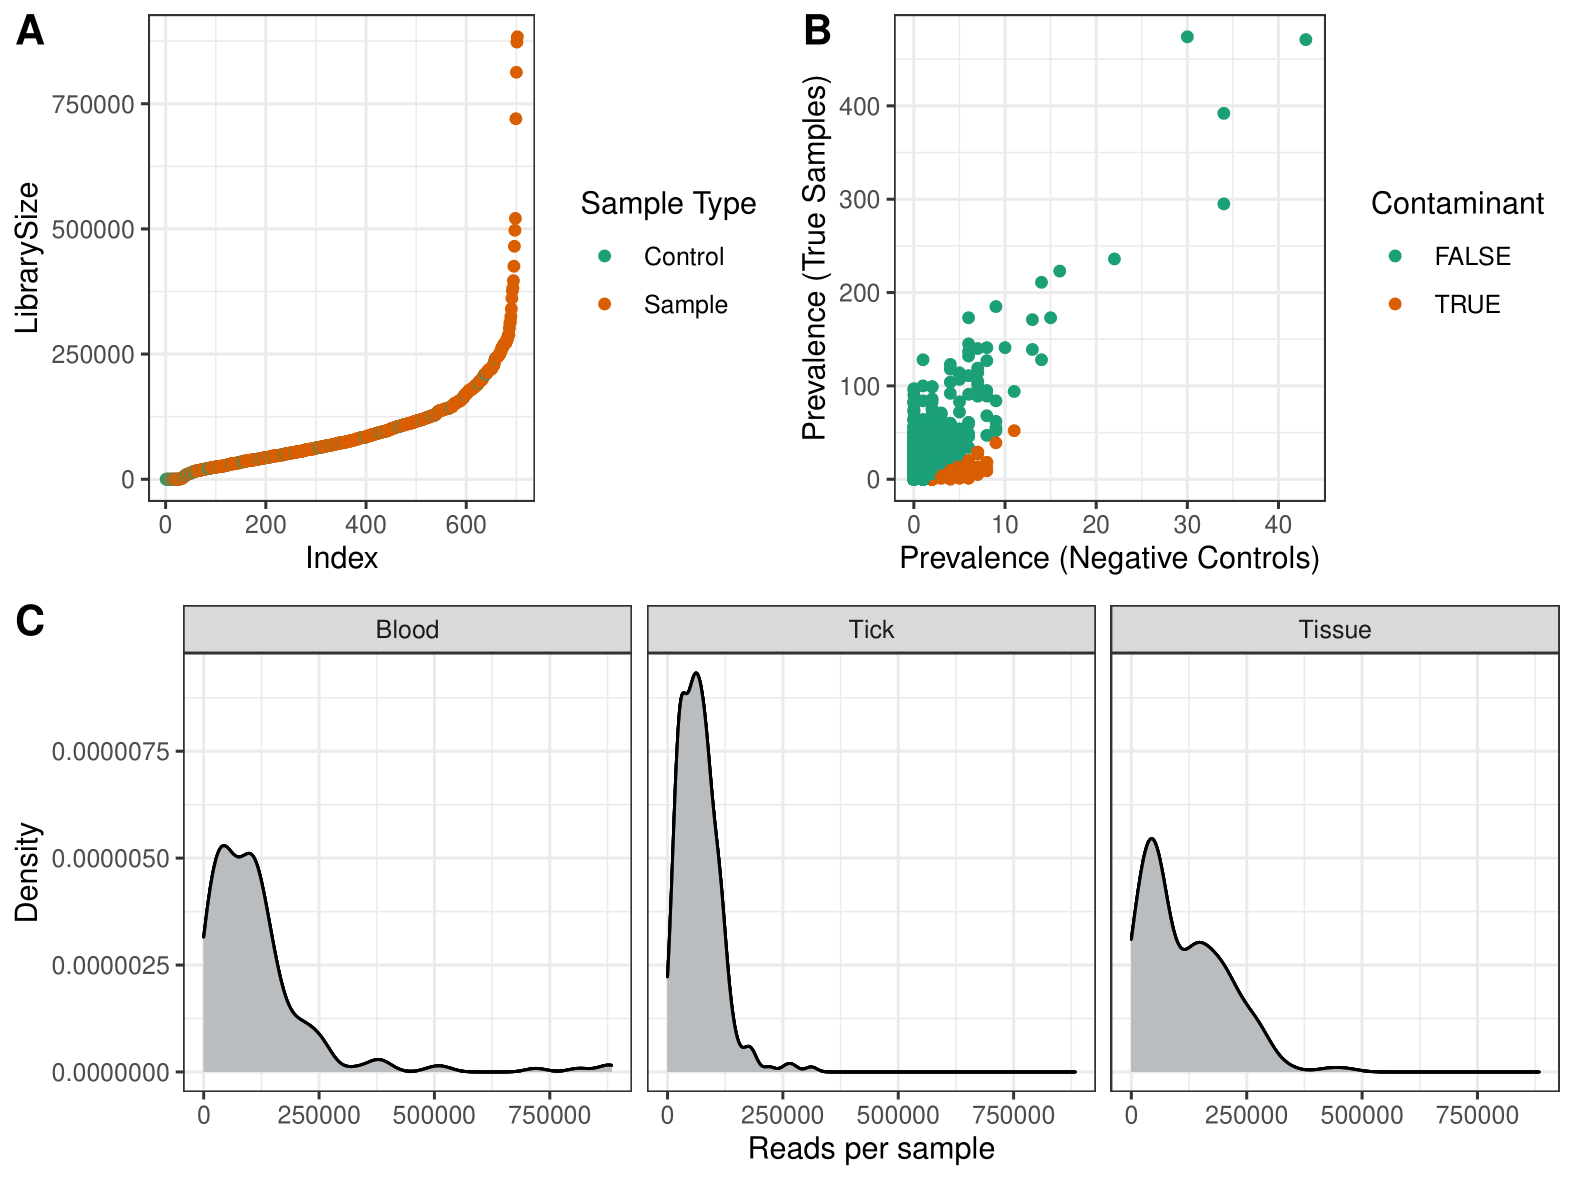 A
LibrarySize
750000
500000
250000
0
0 200 400 600
Index
Sample Type
Control
Sample
B
Prevalence (True Samples)
400
300
200
100
0
0 10 20 30 40
Prevalence (Negative Controls)
Contaminant
FALSE
TRUE
C
Blood Tick Tissue
Density
0.0000075
0.0000050
0.0000025
0.0000000
0 250000 500000 750000 0 250000 500000 750000 0 250000 500000 750000
Reads per sample